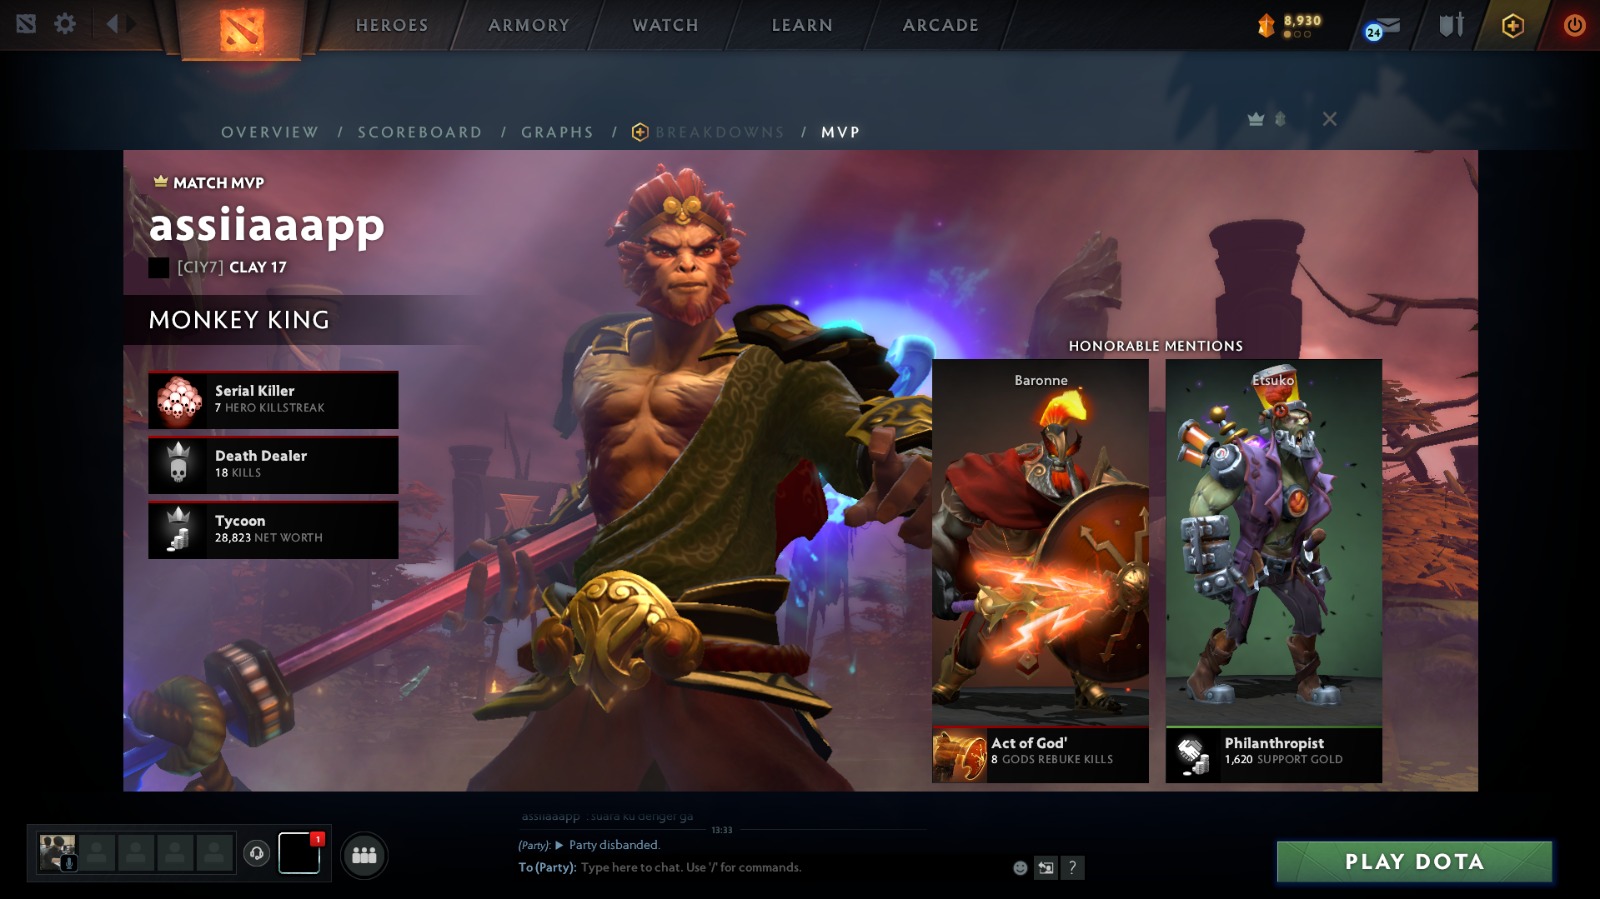 HEROES
ARMORY
WATCH
LEARN
ARCADE
8,930
24
OVERVIEW / SCOREBOARD / GRAPHS / BREAKDOWNS / MVP
MATCH MVP
assiiaaapp
[CIY7] CLAY 17
MONKEY KING
Serial Killer
7 HERO KILLSTREAK
Death Dealer
18 KILLS
Tycoon
28,823 NET WORTH
HONORABLE MENTIONS
Baronne
Etsuko
Act of God'
8 GODS REBUKE KILLS
Philanthropist
1,620 SUPPORT GOLD
1
assiiaaapp : suara ku denger ga
13:33
(Party): Party disbanded.
To (Party): Type here to chat. Use '/' for commands.
?
PLAY DOTA